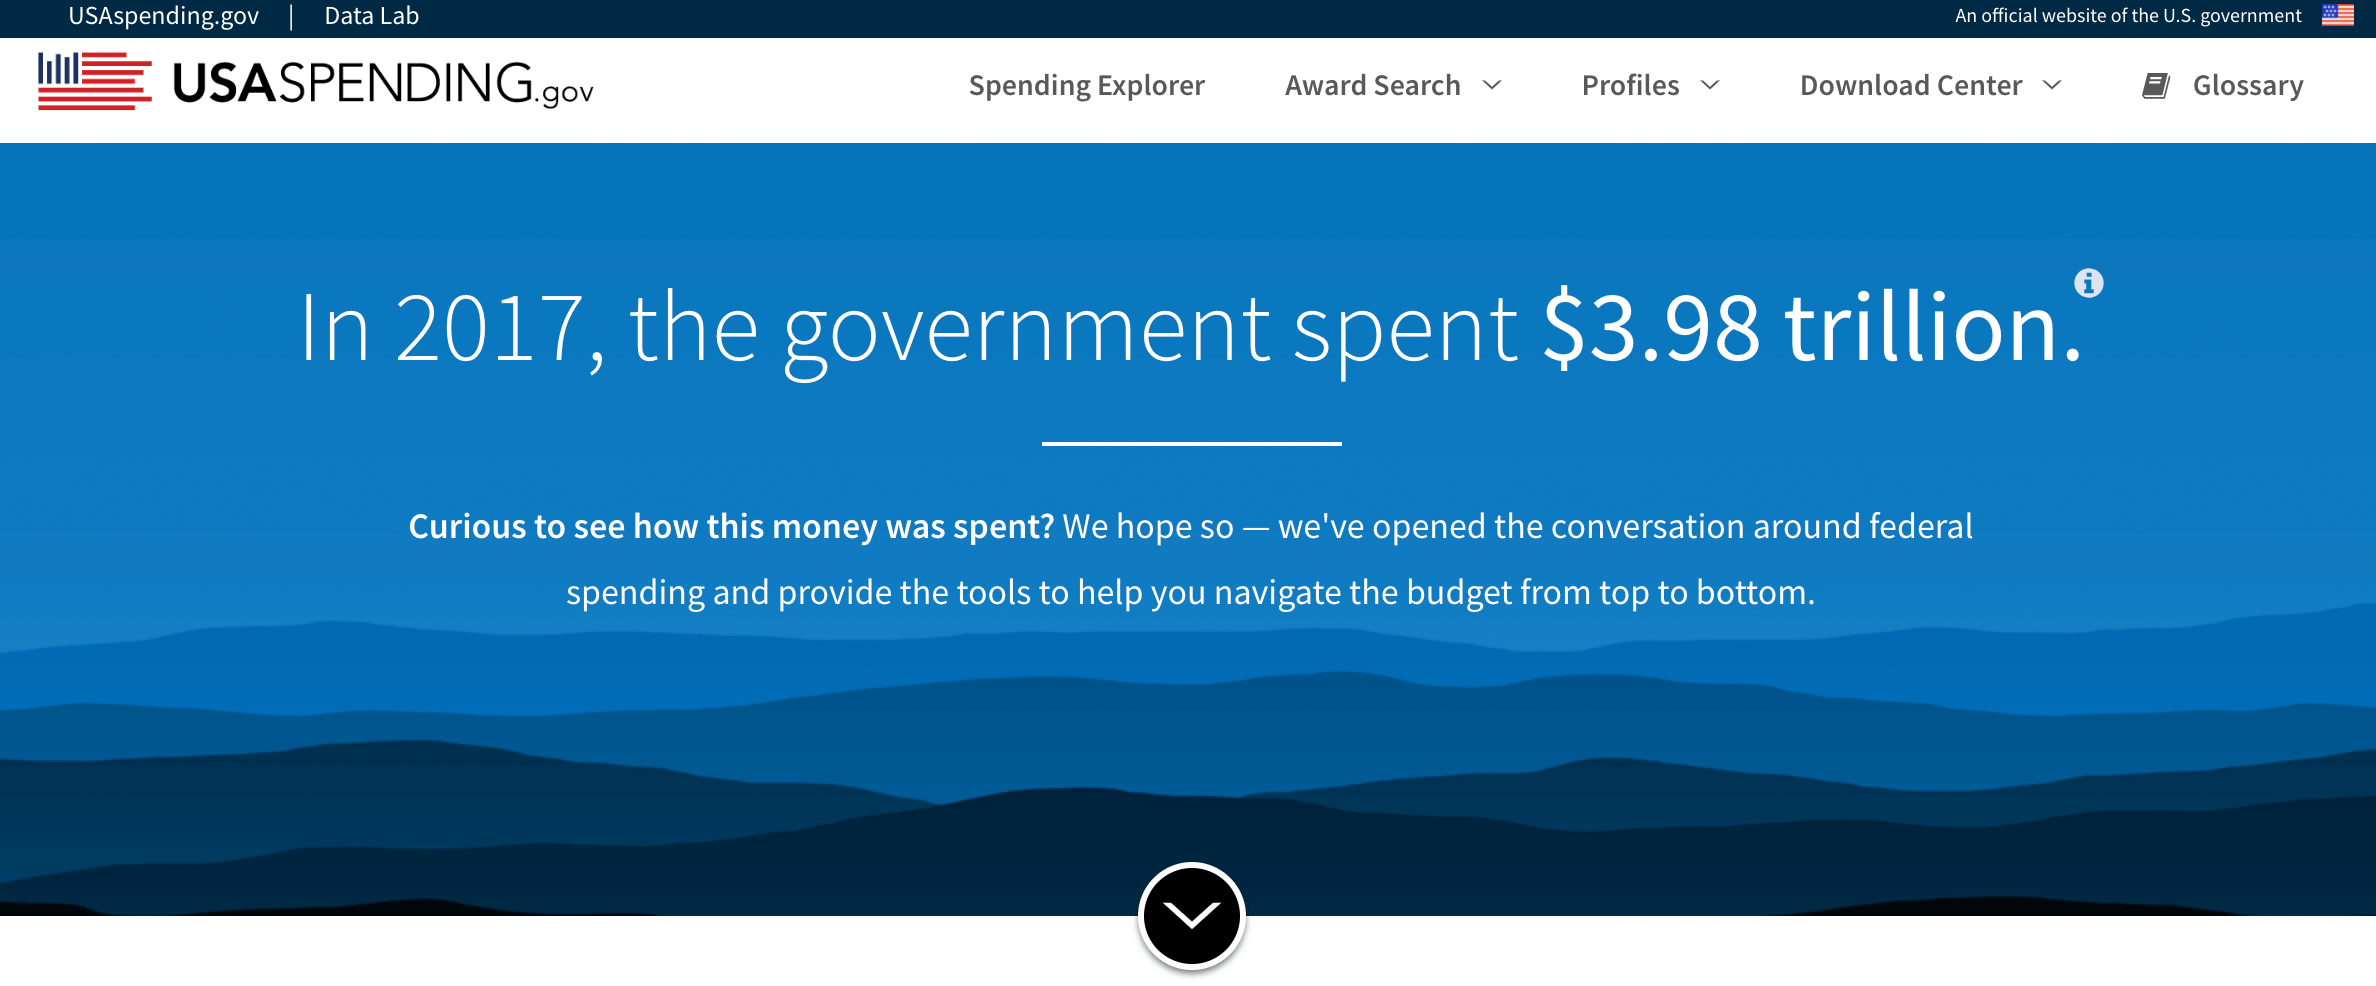 USAspending.gov | Data Lab
An official website of the U.S. government
USASPENDING.gov
Spending Explorer
Award Search
Profiles
Download Center
Glossary
In 2017, the government spent $3.98 trillion.
Curious to see how this money was spent? We hope so — we've opened the conversation around federal
spending and provide the tools to help you navigate the budget from top to bottom.